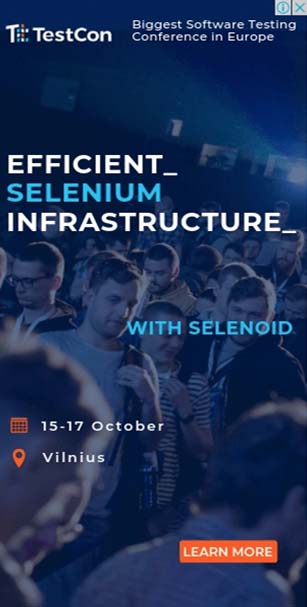 TestCon
Biggest Software Testing
Conference in Europe
EFFICIENT_
SELENIUM
INFRASTRUCTURE_
WITH SELENOID
15-17 October
Vilnius
LEARN MORE